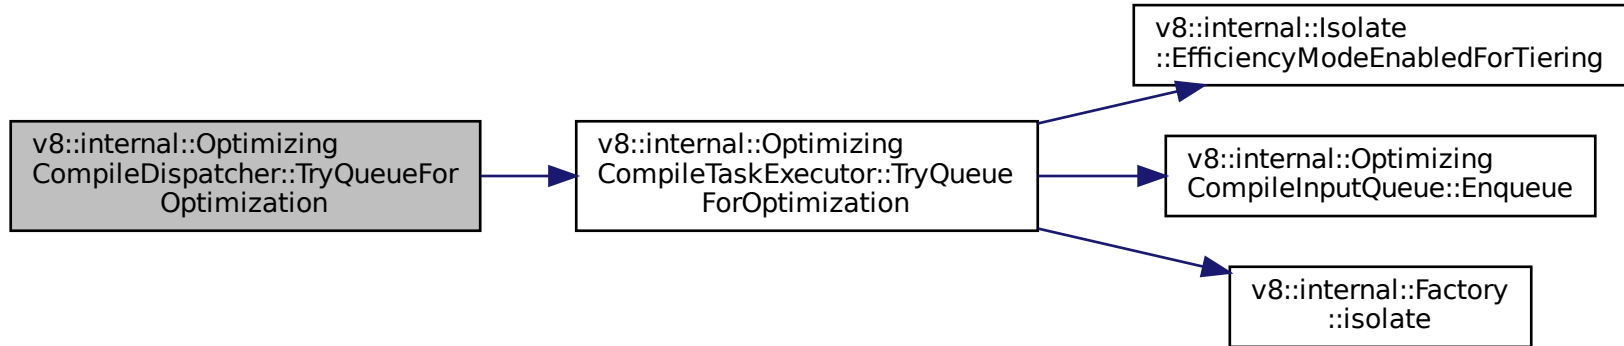 v8::internal::Optimizing
CompileDispatcher::TryQueueFor
Optimization
v8::internal::Optimizing
CompileTaskExecutor::TryQueue
ForOptimization
v8::internal::Isolate
::EfficiencyModeEnabledForTiering
v8::internal::Optimizing
CompileInputQueue::Enqueue
v8::internal::Factory
::isolate